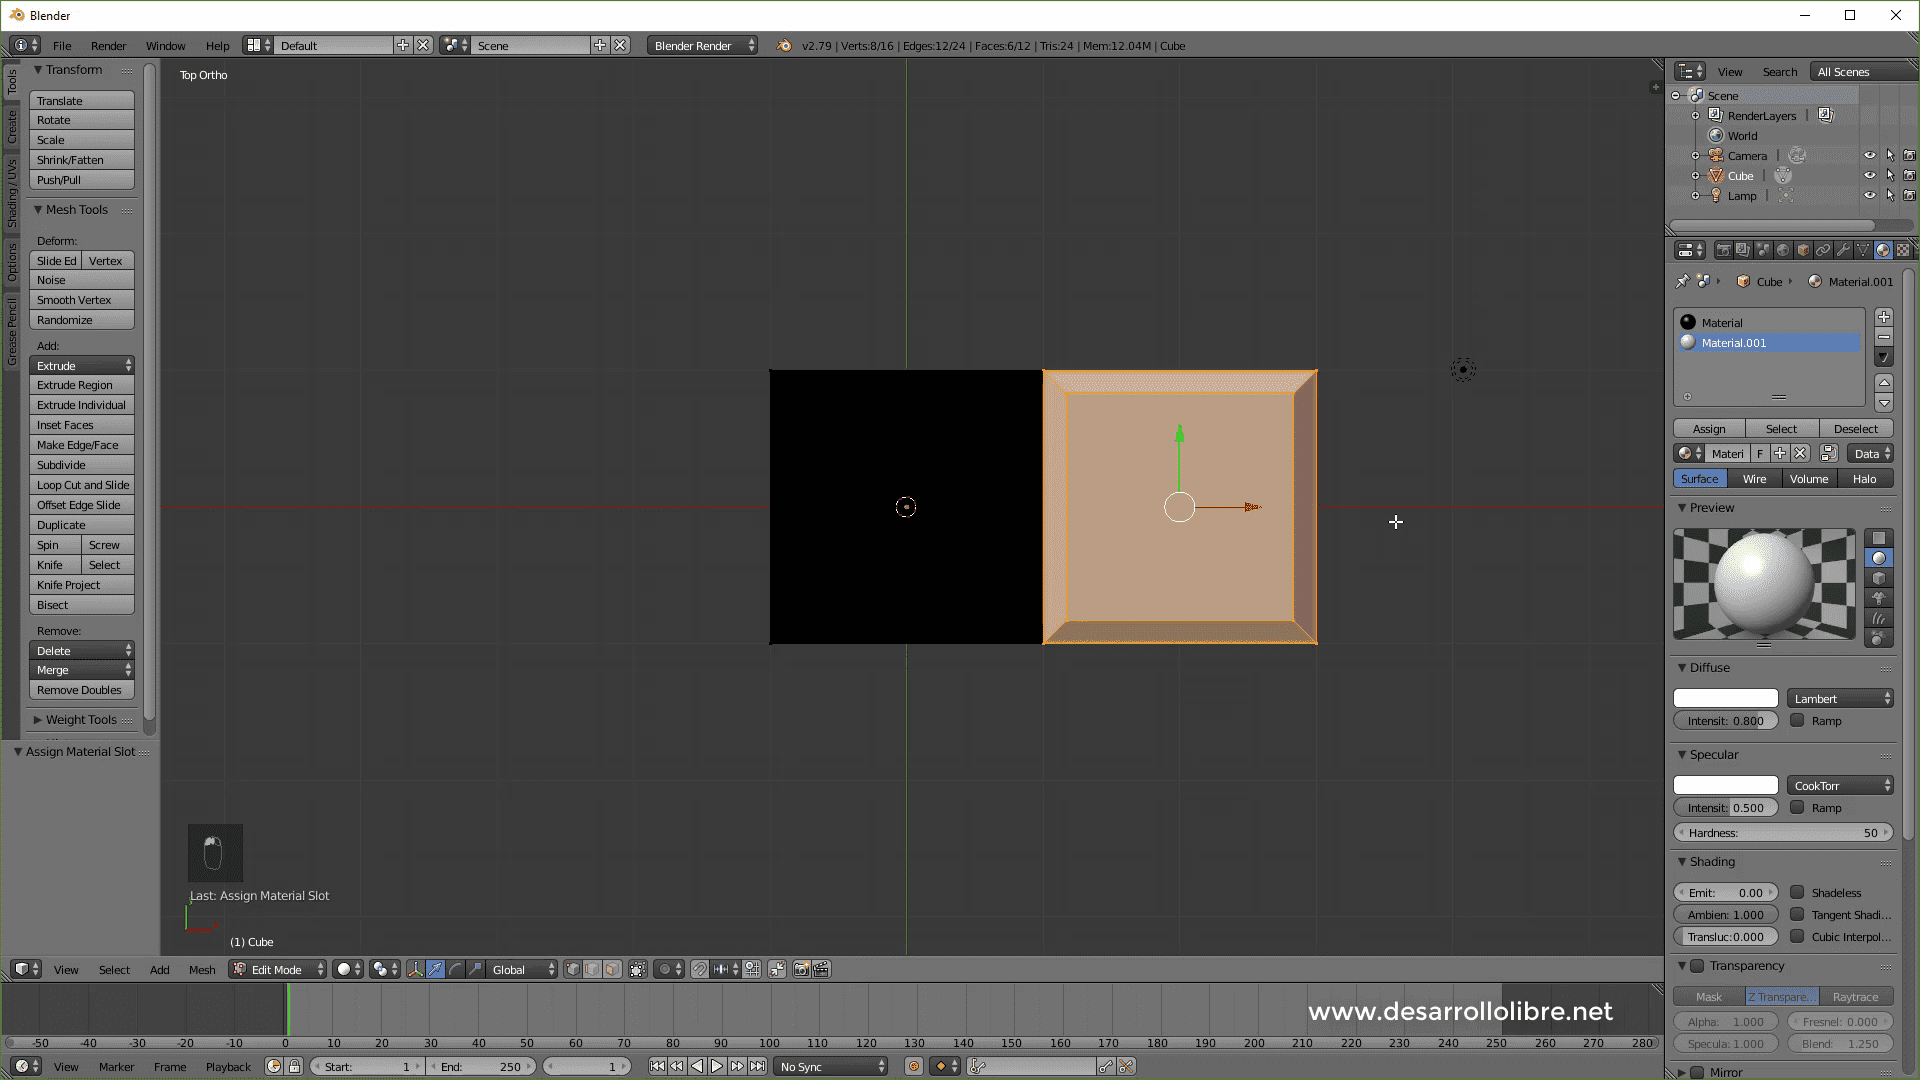 Blender
File Render Window Help Default Scene Blender Render v2.79 | Verts:8/16 | Edges:12/24 | Faces:6/12 | Tris:24 | Mem:12.04M | Cube
Tools
Create
Shading / UVs
Options
Grease Pencil
Transform
Translate
Rotate
Scale
Shrink/Fatten
Push/Pull
Mesh Tools
Deform:
Slide Ed Vertex
Noise
Smooth Vertex
Randomize
Add:
Extrude
Extrude Region
Extrude Individual
Inset Faces
Make Edge/Face
Subdivide
Loop Cut and Slide
Offset Edge Slide
Duplicate
Spin Screw
Knife Select
Knife Project
Bisect
Remove:
Delete
Merge
Remove Doubles
Weight Tools
Assign Material Slot
Top Ortho
Last: Assign Material Slot
(1) Cube
View Select Add Mesh Edit Mode Global
View Search All Scenes
Scene
RenderLayers
World
Camera
Cube
Lamp
Cube Material.001
Material
Material.001
Assign Select Deselect
Materi F Data
Surface Wire Volume Halo
Preview
Diffuse
Lambert
Intensit: 0.800 Ramp
Specular
CookTorr
Intensit: 0.500 Ramp
Hardness: 50
Shading
Emit: 0.00 Shadeless
Ambien: 1.000 Tangent Shadi...
Transluc:0.000 Cubic Interpol...
Transparency
Mask Z Transpare... Raytrace
Alpha: 1.000 Fresnel: 0.000
Specula: 1.000 Blend: 1.250
Mirror
www.desarrollolibre.net
-50 -40 -30 -20 -10 0 10 20 30 40 50 60 70 80 90 100 110 120 130 140 150 160 170 180 190 200 210 220 230 240 250 260 270 280
View Marker Frame Playback Start: 1 End: 250 1 No Sync